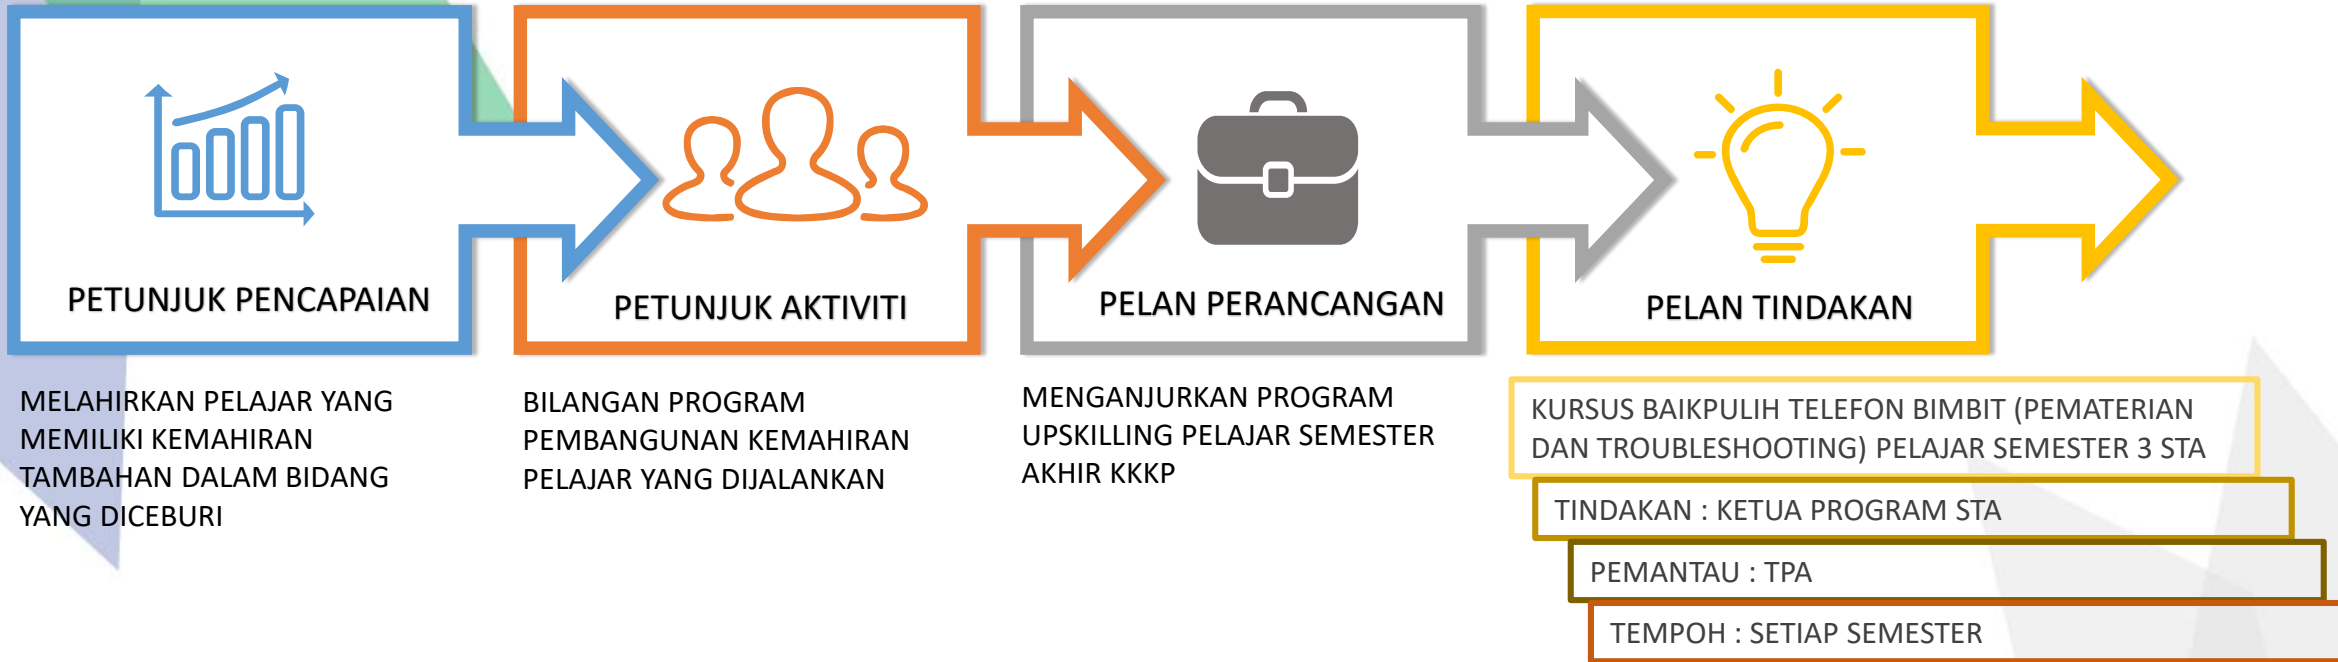 PETUNJUK PENCAPAIAN
MELAHIRKAN PELAJAR YANG
MEMILIKI KEMAHIRAN
TAMBAHAN DALAM BIDANG
YANG DICEBURI
PETUNJUK AKTIVITI
BILANGAN PROGRAM
PEMBANGUNAN KEMAHIRAN
PELAJAR YANG DIJALANKAN
PELAN PERANCANGAN
MENGANJURKAN PROGRAM
UPSKILLING PELAJAR SEMESTER
AKHIR KKKP
PELAN TINDAKAN
KURSUS BAIKPULIH TELEFON BIMBIT (PEMATERIAN
DAN TROUBLESHOOTING) PELAJAR SEMESTER 3 STA
TINDAKAN : KETUA PROGRAM STA
PEMANTAU : TPA
TEMPOH : SETIAP SEMESTER